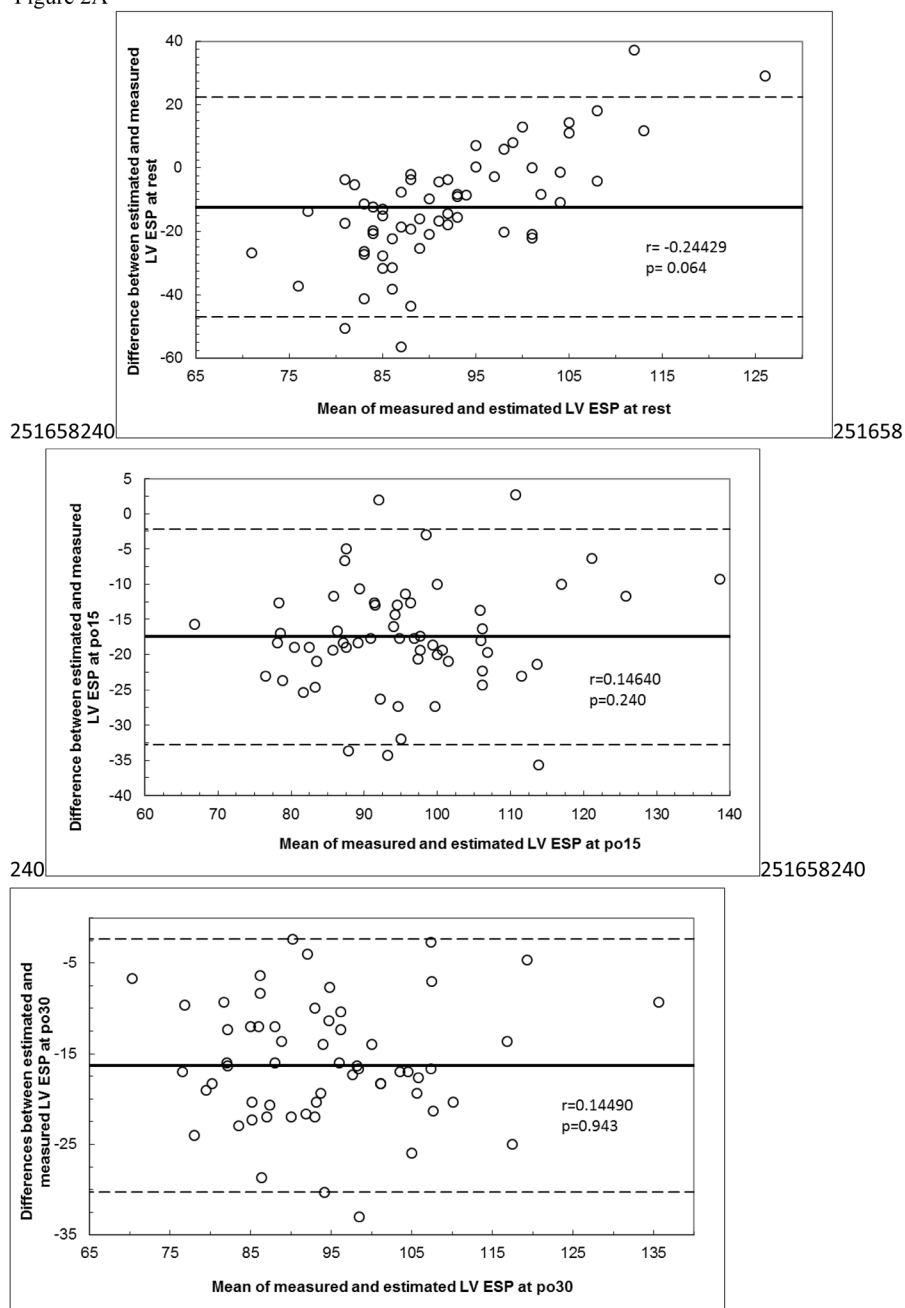 Figure 2A
Difference between estimated and measured
LV ESP at rest
40
20
0
-20
-40
-60
r= -0.24429
p= 0.064
65 75 85 95 105 115 125
Mean of measured and estimated LV ESP at rest
251658240 251658
Difference between estimated and measured
LV ESP at po15
5
0
-5
-10
-15
-20
-25
-30
-35
-40
r=0.14640
p=0.240
60 70 80 90 100 110 120 130 140
Mean of measured and estimated LV ESP at po15
240 251658240
Differences between estimated and
measured LV ESP at po30
-5
-15
-25
-35
r=0.14490
p=0.943
65 75 85 95 105 115 125 135
Mean of measured and estimated LV ESP at po30